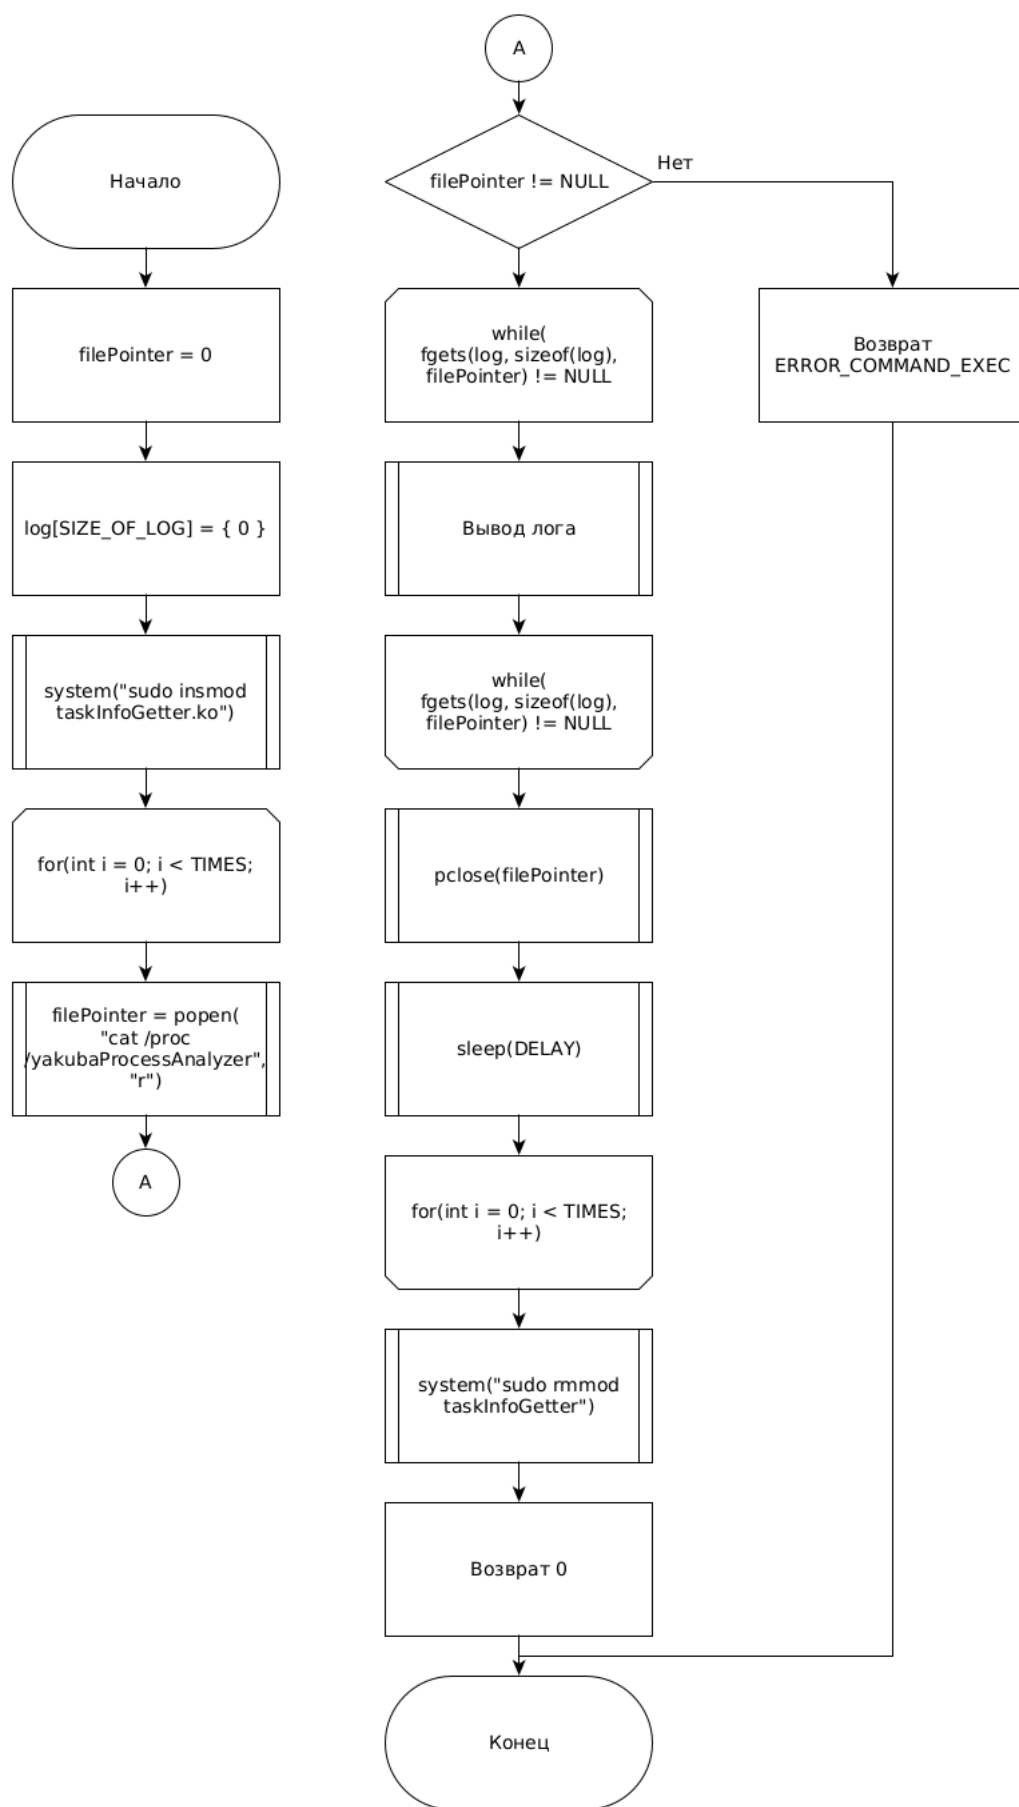 Начало
filePointer = 0
log[SIZE_OF_LOG] = { 0 }
system("sudo insmod
taskInfoGetter.ko")
for(int i = 0; i < TIMES;
i++)
filePointer = popen(
"cat /proc
/yakubaProcessAnalyzer",
"r")
A
A
filePointer != NULL
Нет
while(
fgets(log, sizeof(log),
filePointer) != NULL
Возврат
ERROR_COMMAND_EXEC
Вывод лога
while(
fgets(log, sizeof(log),
filePointer) != NULL
pclose(filePointer)
sleep(DELAY)
for(int i = 0; i < TIMES;
i++)
system("sudo rmmod
taskInfoGetter")
Возврат 0
Конец